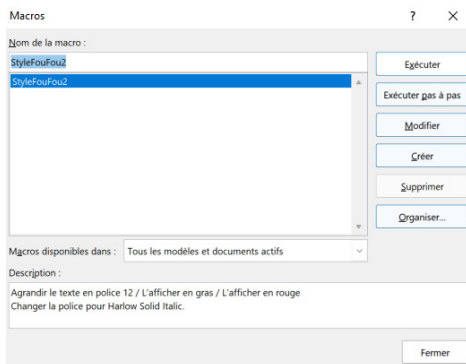 Macros
? ×
Nom de la macro :
StyleFouFou2
StyleFouFou2
Exécuter
Exécuter pas à pas
Modifier
Créer
Supprimer
Organiser...
Macros disponibles dans : Tous les modèles et documents actifs
Description :
Agrandir le texte en police 12 / L'afficher en gras / L'afficher en rouge
Changer la police pour Harlow Solid Italic.
Fermer